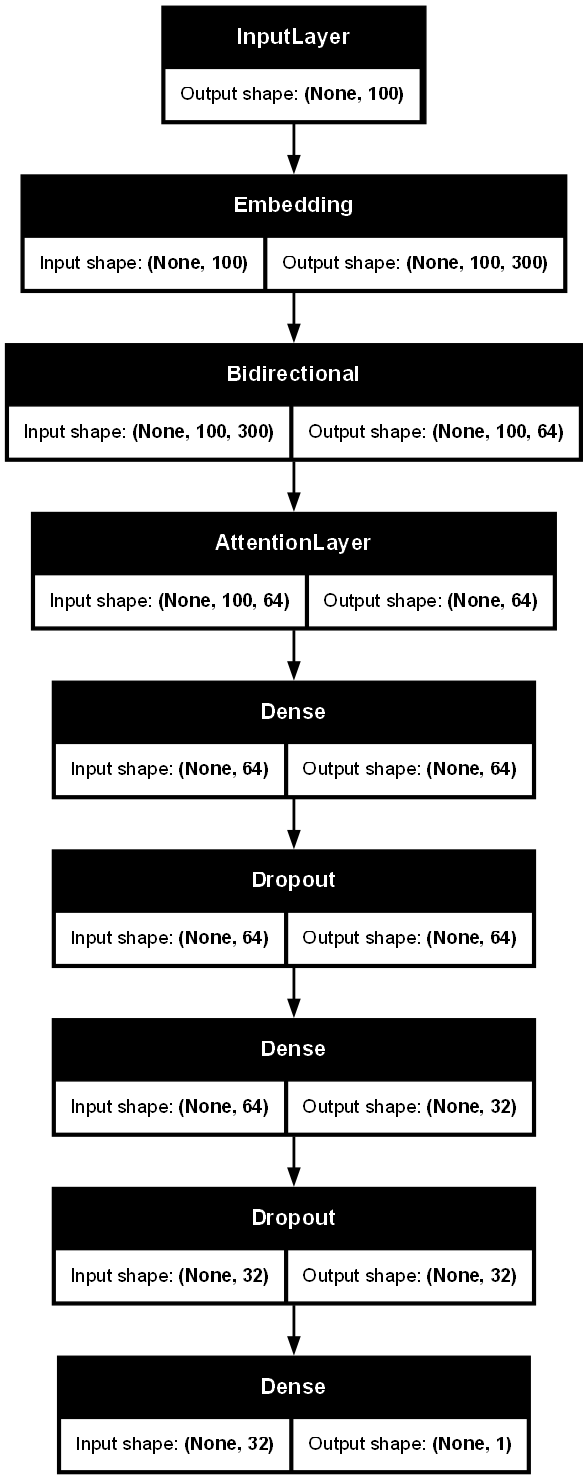 InputLayer
Output shape: (None, 100)
Embedding
Input shape: (None, 100) Output shape: (None, 100, 300)
Bidirectional
Input shape: (None, 100, 300) Output shape: (None, 100, 64)
AttentionLayer
Input shape: (None, 100, 64) Output shape: (None, 64)
Dense
Input shape: (None, 64) Output shape: (None, 64)
Dropout
Input shape: (None, 64) Output shape: (None, 64)
Dense
Input shape: (None, 64) Output shape: (None, 32)
Dropout
Input shape: (None, 32) Output shape: (None, 32)
Dense
Input shape: (None, 32) Output shape: (None, 1)